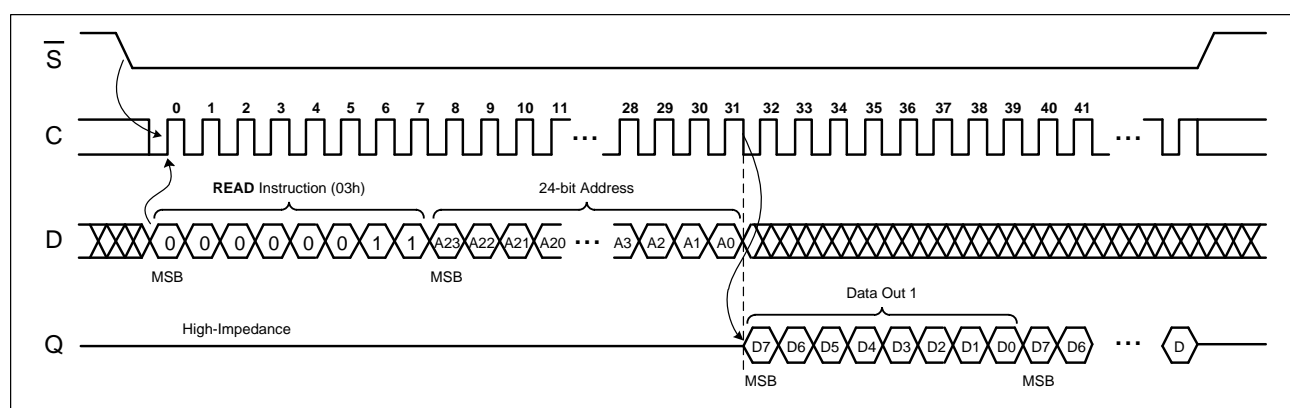 S
0 1 2 3 4 5 6 7 8 9 10 11 28 29 30 31 32 33 34 35 36 37 38 39 40 41
C ... ...
READ Instruction (03h) 24-bit Address
D 0 0 0 0 0 0 1 1 A23 A22 A21 A20 ... A3 A2 A1 A0
MSB MSB
Data Out 1
High-Impedance
Q D7 D6 D5 D4 D3 D2 D1 D0 D7 D6 ... D
MSB MSB